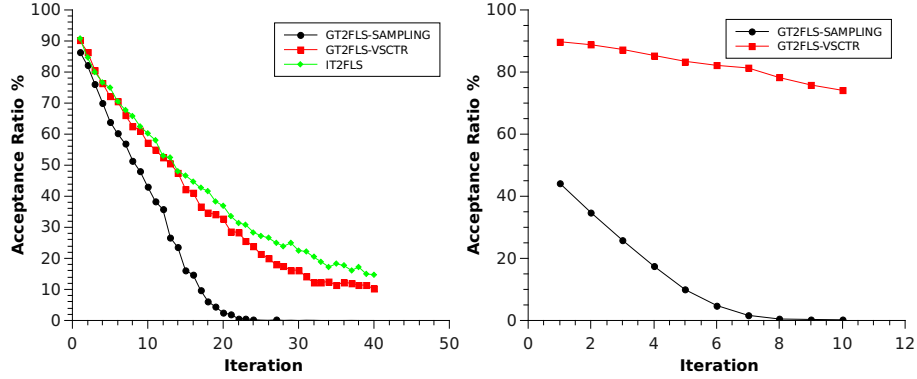 GT2FLS-SAMPLING
GT2FLS-VSCTR
IT2FLS
100
90
80
70
60
50
40
30
20
10
0
0 10 20 30 40 50
Iteration
Acceptance Ratio %
GT2FLS-SAMPLING
GT2FLS-VSCTR
100
80
60
40
20
0
0 2 4 6 8 10 12
Iteration
Acceptance Ratio %